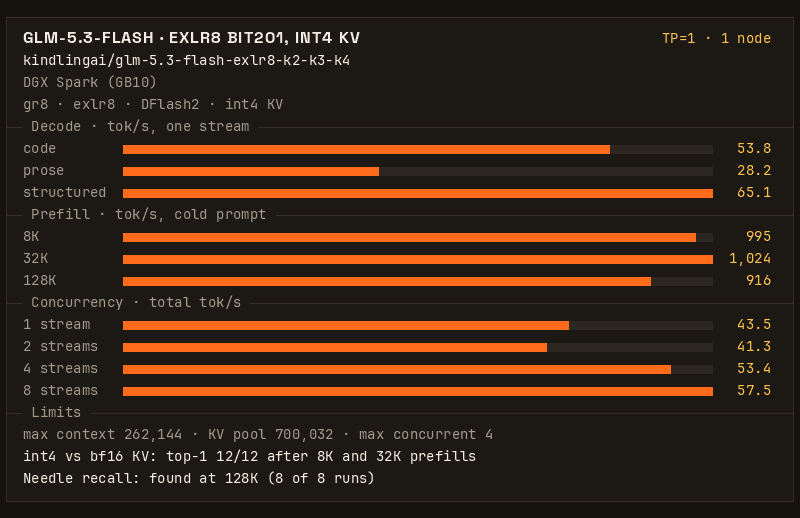 GLM-5.3-FLASH · EXLR8 BIT201, INT4 KV
TP=1 · 1 node
kindlingai/glm-5.3-flash-exlr8-k2-k3-k4
DGX Spark (GB10)
gr8 · exlr8 · DFlash2 · int4 KV
Decode · tok/s, one stream
code 53.8
prose 28.2
structured 65.1
Prefill · tok/s, cold prompt
8K 995
32K 1,024
128K 916
Concurrency · total tok/s
1 stream 43.5
2 streams 41.3
4 streams 53.4
8 streams 57.5
Limits
max context 262,144 · KV pool 700,032 · max concurrent 4
int4 vs bf16 KV: top-1 12/12 after 8K and 32K prefills
Needle recall: found at 128K (8 of 8 runs)